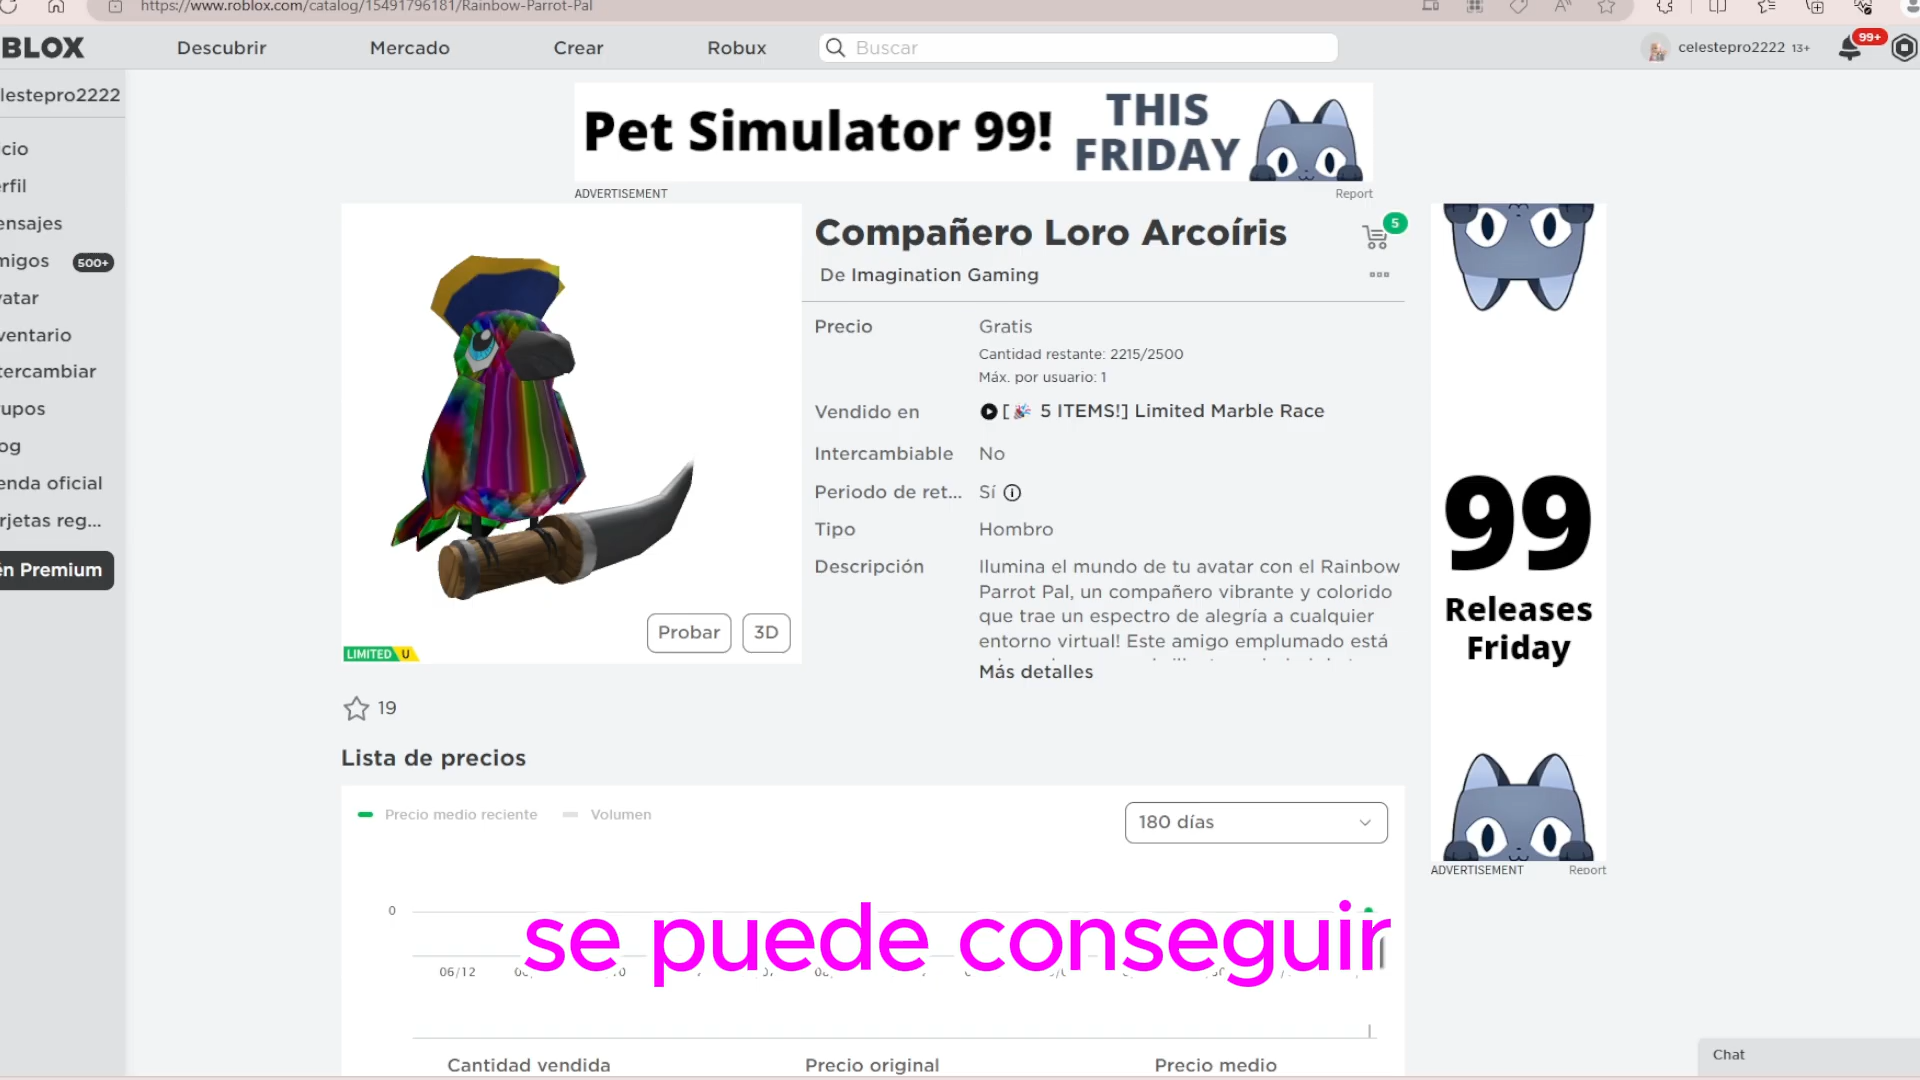 https://www.roblox.com/catalog/15491796181/Rainbow-Parrot-Pal
BLOX
Descubrir
Mercado
Crear
Robux
Buscar
celestepro2222 13+
99+
lestepro2222
cio
rfil
ensajes
migos 500+
vatar
ventario
tercambiar
upos
og
enda oficial
rjetas reg...
én Premium
Pet Simulator 99!
THIS
FRIDAY
ADVERTISEMENT
Report
Compañero Loro Arcoíris
5
De Imagination Gaming
Precio Gratis
Cantidad restante: 2215/2500
Máx. por usuario: 1
Vendido en [ 🎉 5 ITEMS!] Limited Marble Race
Intercambiable No
Periodo de ret... Sí
Tipo Hombro
Descripción Ilumina el mundo de tu avatar con el Rainbow
Parrot Pal, un compañero vibrante y colorido
que trae un espectro de alegría a cualquier
entorno virtual! Este amigo emplumado está
Más detalles
Probar
3D
LIMITED U
19
Lista de precios
Precio medio reciente
Volumen
180 días
0
06/12
se puede conseguir
Cantidad vendida
Precio original
Precio medio
99
Releases
Friday
ADVERTISEMENT
Report
Chat